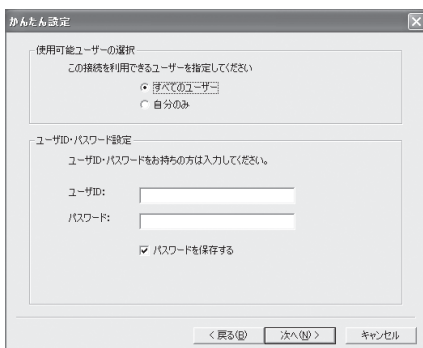 かんたん設定
使用可能ユーザーの選択
この接続を利用できるユーザーを指定してください
すべてのユーザー
自分のみ
ユーザID・パスワード設定
ユーザID・パスワードをお持ちの方は入力してください。
ユーザID:
パスワード:
パスワードを保存する
< 戻る(B) 次へ(N) > キャンセル